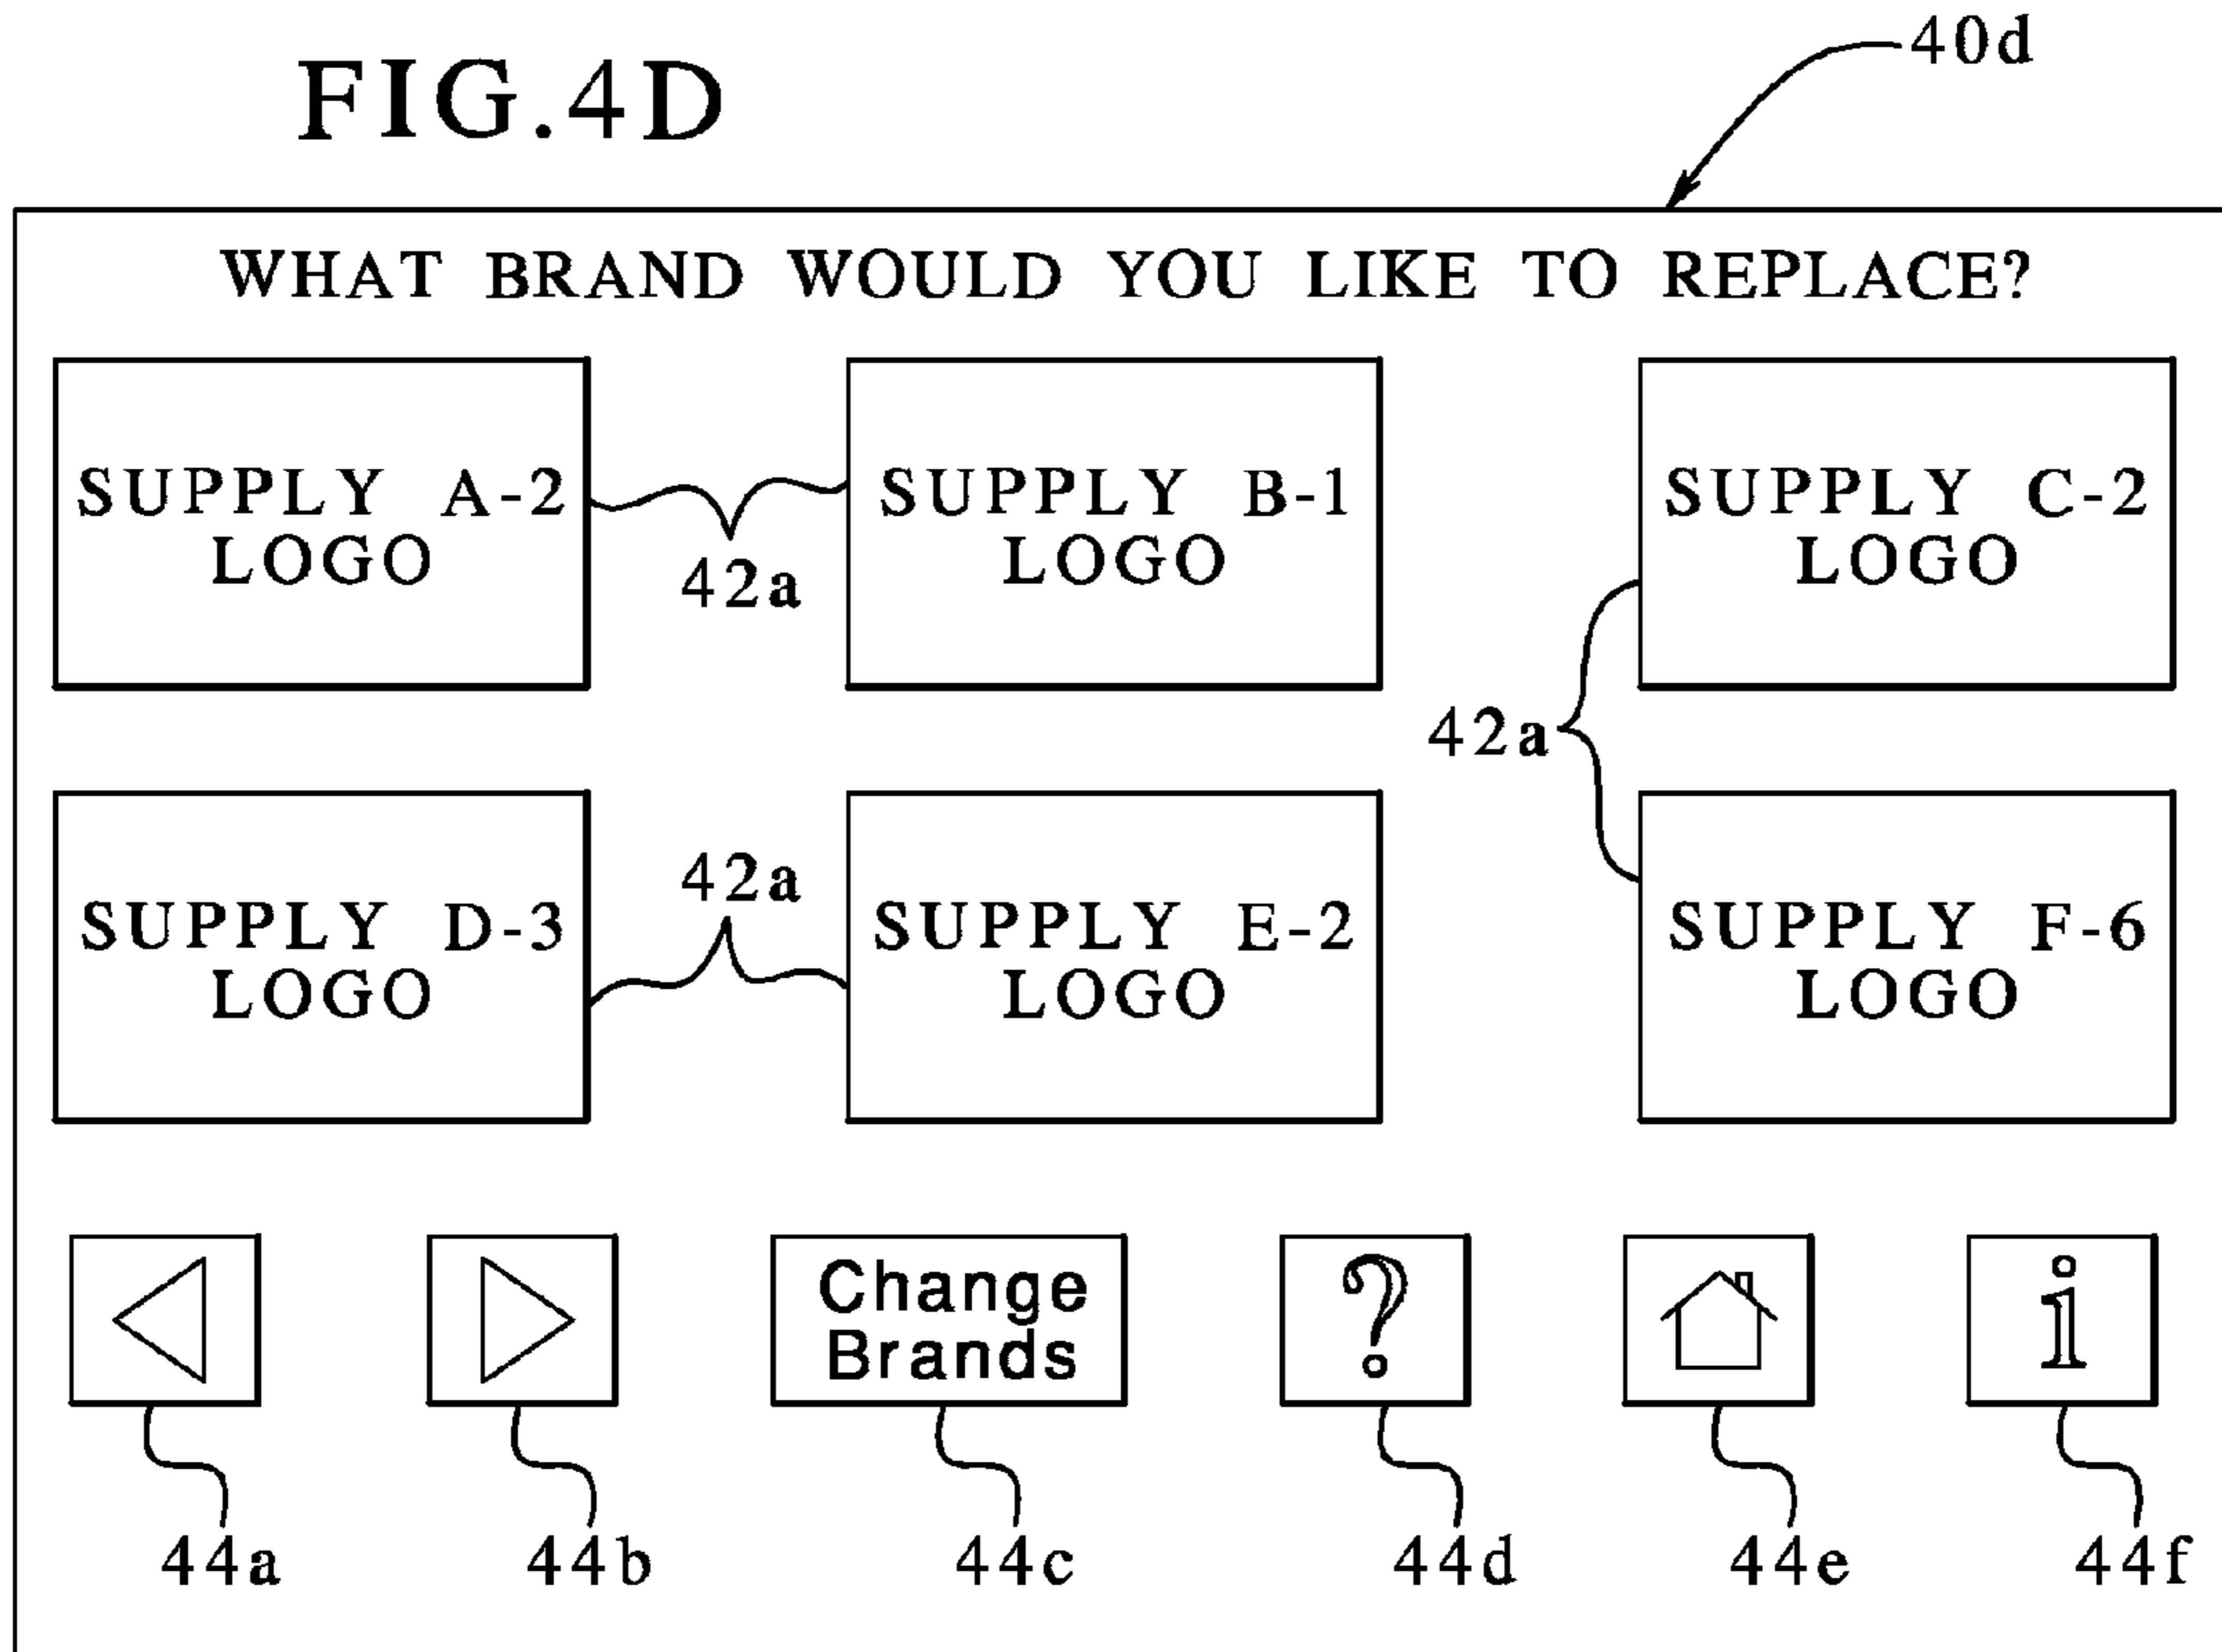 FIG.4D
40d
WHAT BRAND WOULD YOU LIKE TO REPLACE?
SUPPLY A-2
LOGO
42a
SUPPLY B-1
LOGO
SUPPLY C-2
LOGO
42a
SUPPLY D-3
LOGO
42a
SUPPLY E-2
LOGO
SUPPLY F-6
LOGO
Change
Brands
?
i
44a
44b
44c
44d
44e
44f